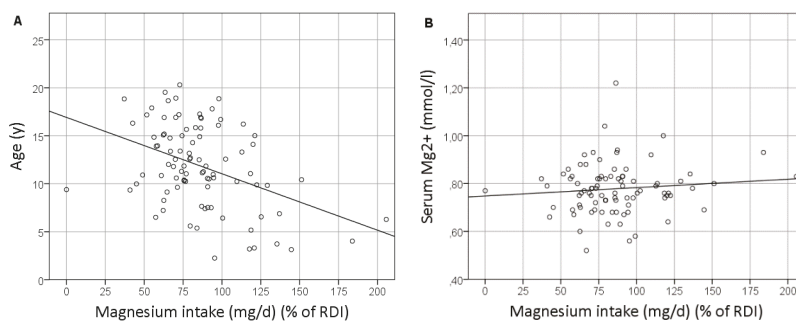 A
25
20
15
10
5
0
Age (y)
0 25 50 75 100 125 150 175 200
Magnesium intake (mg/d) (% of RDI)
B
1,40
1,20
1,00
,80
,60
,40
Serum Mg2+ (mmol/l)
0 25 50 75 100 125 150 175 200
Magnesium intake (mg/d) (% of RDI)